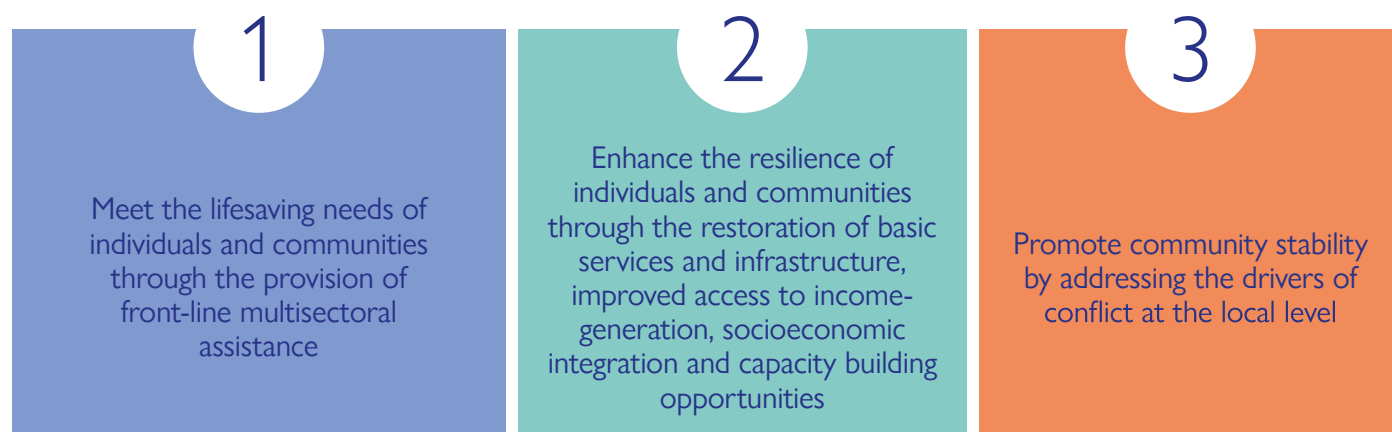 1
Meet the lifesaving needs of
individuals and communities
through the provision of
front-line multisectoral
assistance
2
Enhance the resilience of
individuals and communities
through the restoration of basic
services and infrastructure,
improved access to income-
generation, socioeconomic
integration and capacity building
opportunities
3
Promote community stability
by addressing the drivers of
conflict at the local level